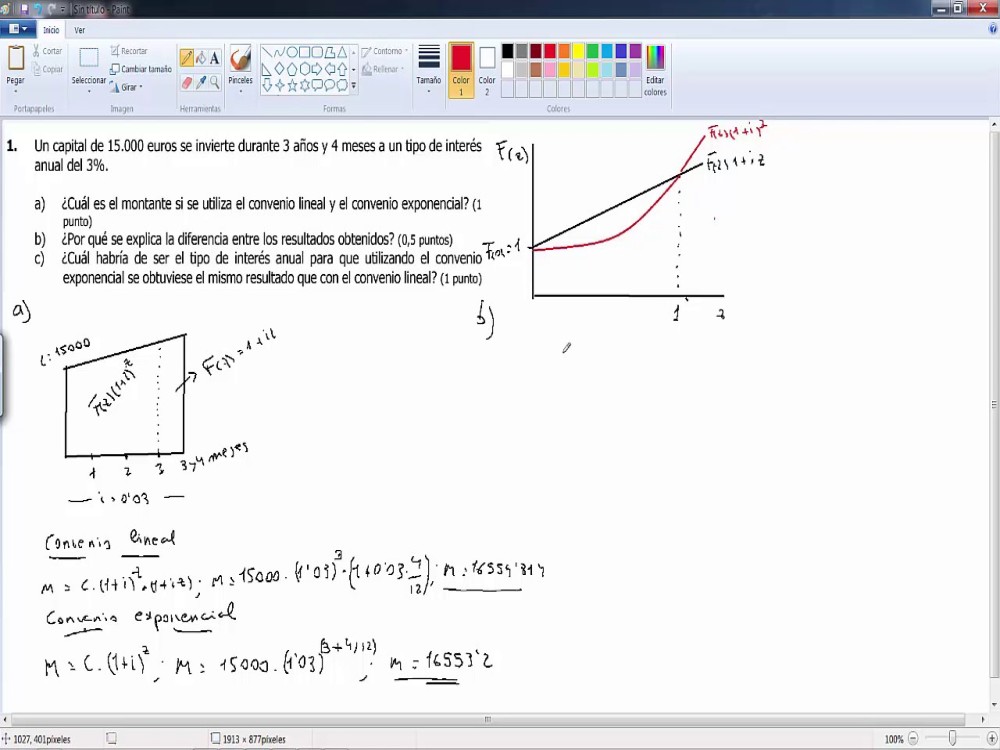 Sin título - Paint
Inicio Ver
Pegar
Cortar
Copiar
Portapapeles
Seleccionar
Recortar
Cambiar tamaño
Girar
Imagen
A
Herramientas
Pinceles
Contorno
Rellenar
Formas
Tamaño
Color 1
Color 2
Editar colores
Colores
1. Un capital de 15.000 euros se invierte durante 3 años y 4 meses a un tipo de interés
anual del 3%.
a) ¿Cuál es el montante si se utiliza el convenio lineal y el convenio exponencial? (1
punto)
b) ¿Por qué se explica la diferencia entre los resultados obtenidos? (0,5 puntos)
c) ¿Cuál habría de ser el tipo de interés anual para que utilizando el convenio
exponencial se obtuviese el mismo resultado que con el convenio lineal? (1 punto)
F(z)
F(z)(1+i)^z
F(z) 1+iz
F(0)=1
1 z
a)
b)
C=15000
F(z)(1+i)^z
F(z)=1+iz
1 2 3 3y4 meses
i=0'03
Convenio lineal
M = C.(1+i)^z.(1+iz); M=15000.(1'03)^3.(1+0'03.4/12); M=16554'814
Convenio exponencial
M = C.(1+i)^z; M = 15000.(1'03)^(3+4/12); M=16553'2
1027, 401píxeles
1913 × 877píxeles
100%